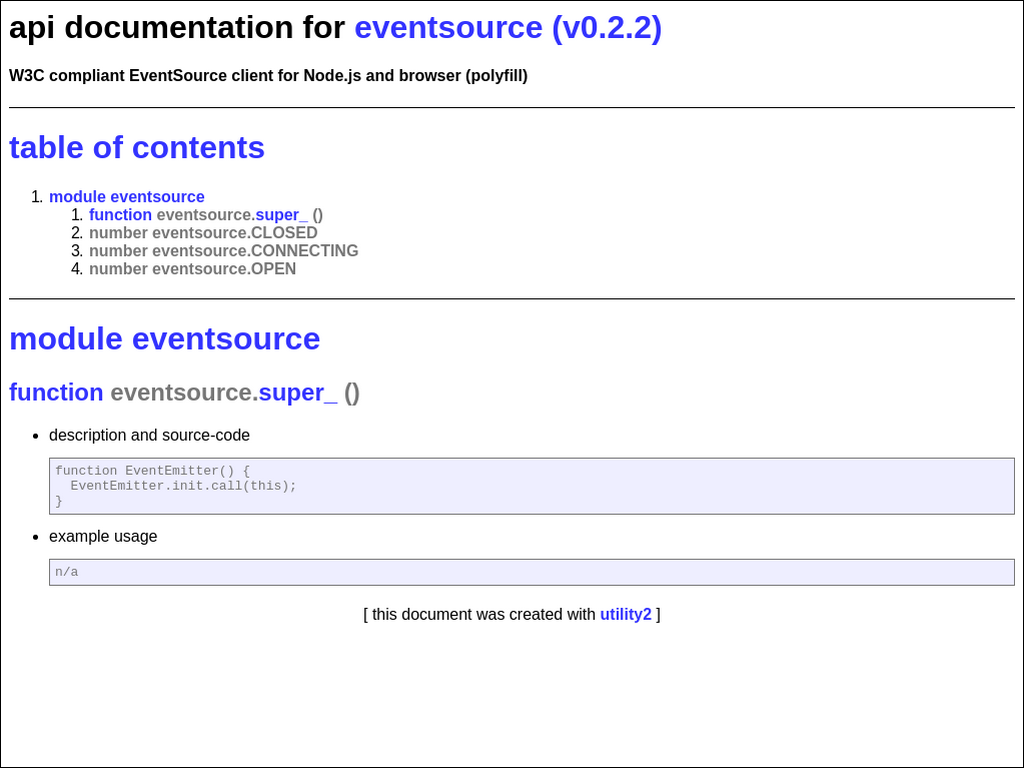 api documentation for eventsource (v0.2.2)
W3C compliant EventSource client for Node.js and browser (polyfill)
table of contents
1. module eventsource
1. function eventsource.super_ ()
2. number eventsource.CLOSED
3. number eventsource.CONNECTING
4. number eventsource.OPEN
module eventsource
function eventsource.super_ ()
• description and source-code
function EventEmitter() {
  EventEmitter.init.call(this);
}
• example usage
n/a
[ this document was created with utility2 ]